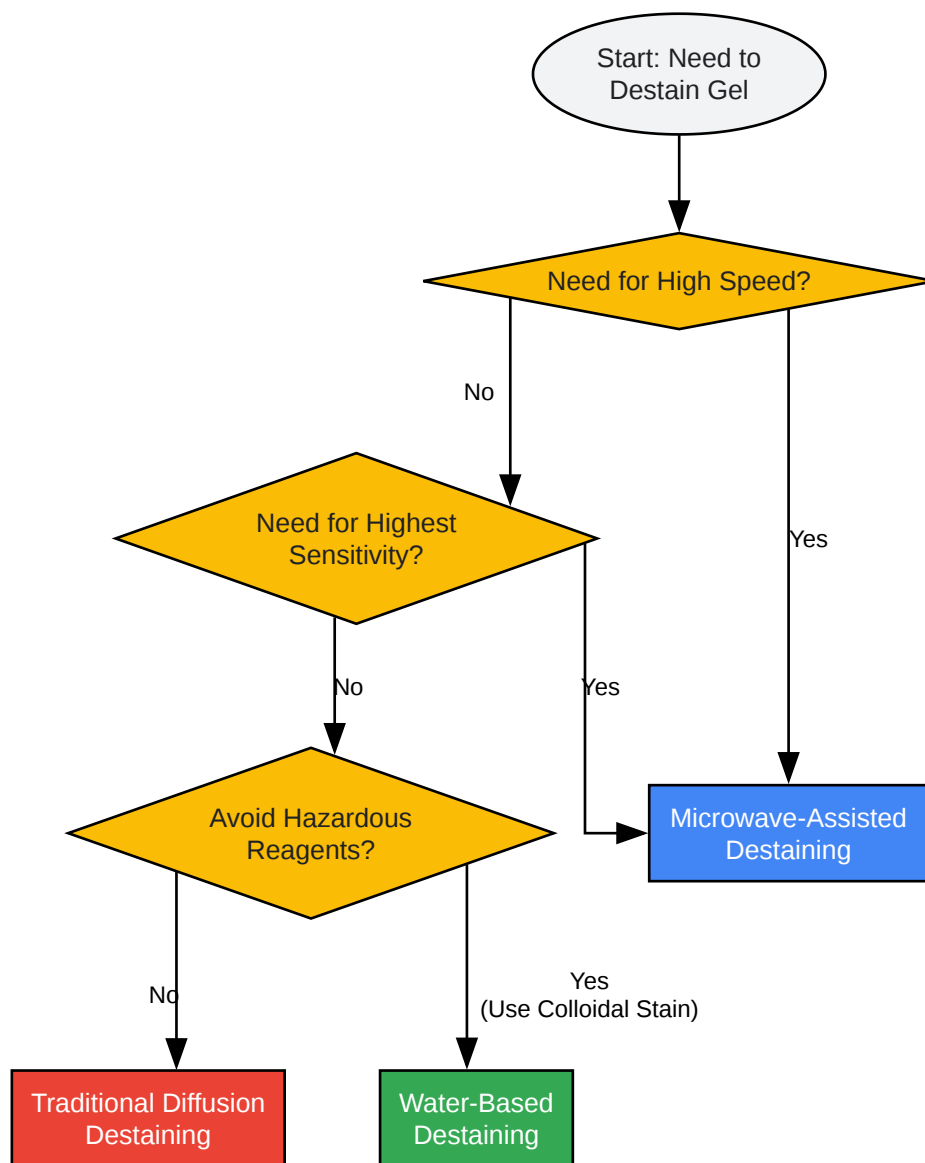 Start: Need to
Destain Gel
Need for High Speed?
No
Need for Highest
Sensitivity?
Yes
No
Yes
Avoid Hazardous
Reagents?
Microwave-Assisted
Destaining
No
Yes
(Use Colloidal Stain)
Traditional Diffusion
Destaining
Water-Based
Destaining